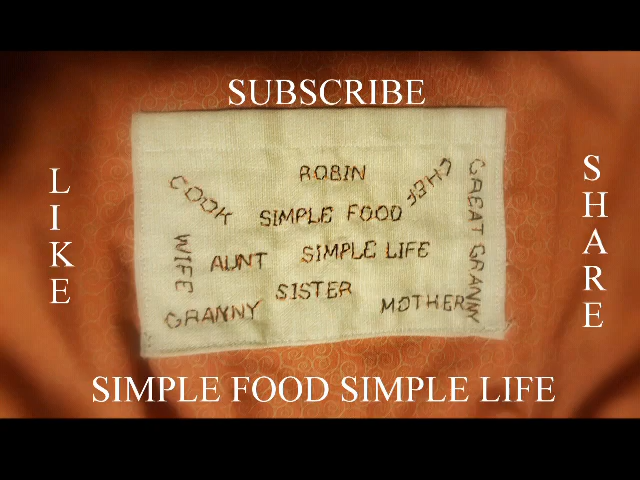 SUBSCRIBE
LIKE
SHARE
ROBIN
COOK
CHEF
GREAT GRANNY
SIMPLE FOOD
WIFE
AUNT
SIMPLE LIFE
SISTER
GRANNY
MOTHER
SIMPLE FOOD SIMPLE LIFE